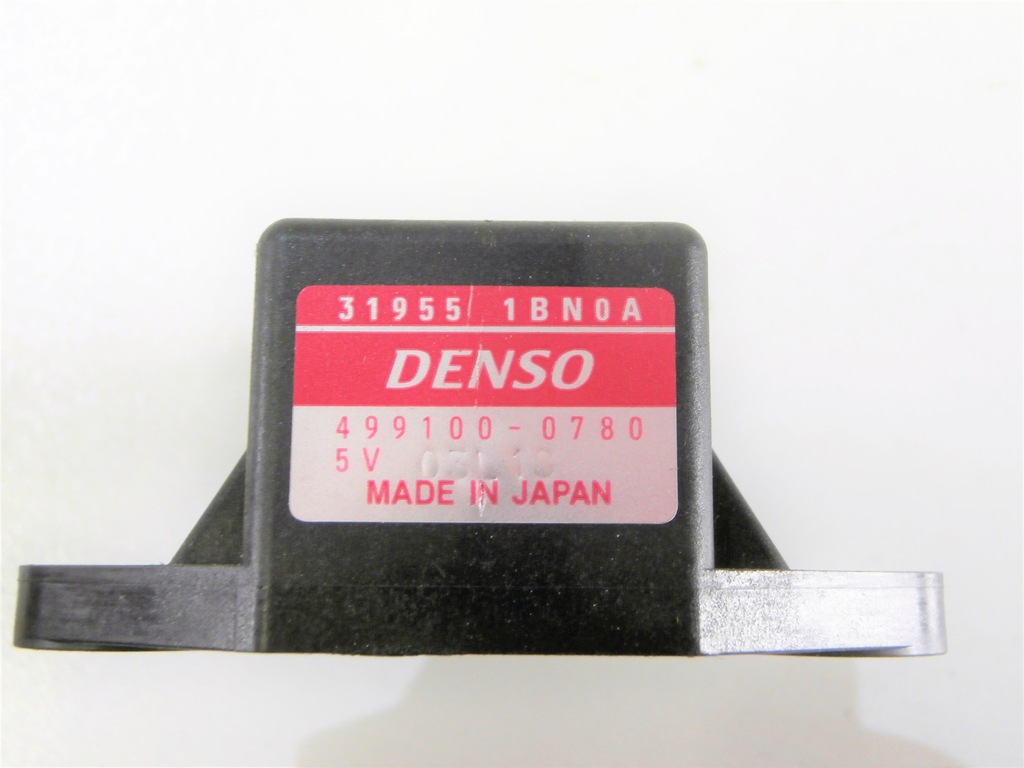 31955 1BN0A
DENSO
499100-0780
5V
MADE IN JAPAN